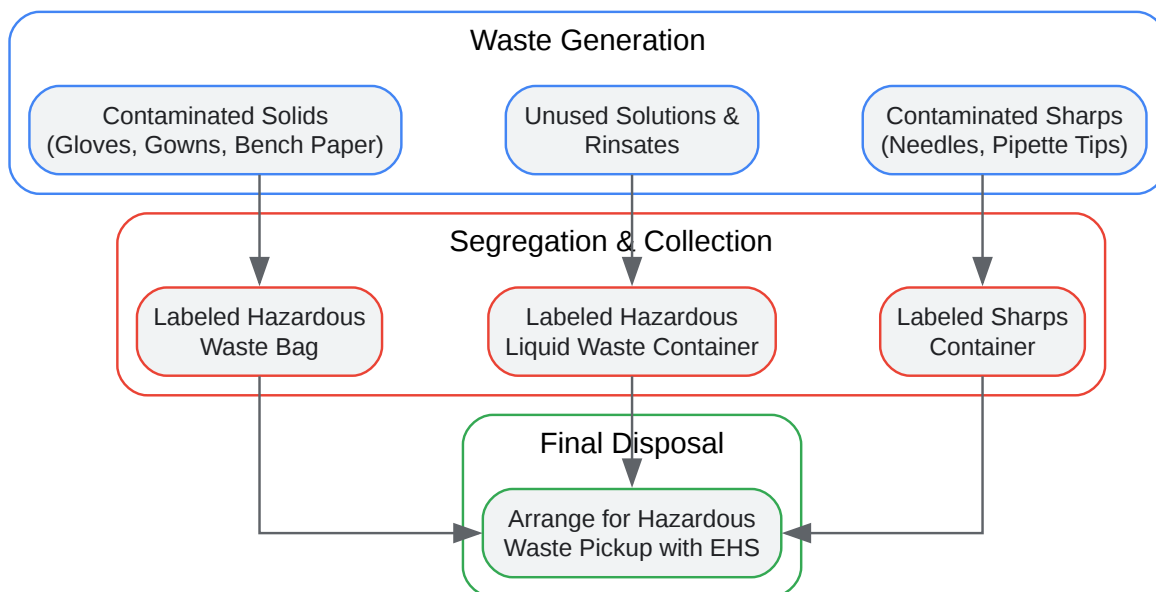 Waste Generation
Contaminated Solids
(Gloves, Gowns, Bench Paper)
Unused Solutions &
Rinsates
Contaminated Sharps
(Needles, Pipette Tips)
Segregation & Collection
Labeled Hazardous
Waste Bag
Labeled Hazardous
Liquid Waste Container
Labeled Sharps
Container
Final Disposal
Arrange for Hazardous
Waste Pickup with EHS